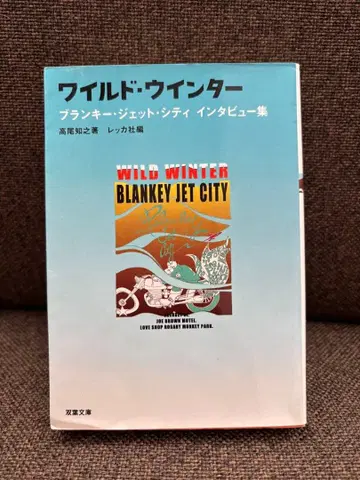 ワイルド・ウインター
ブランキー・ジェット・シティ インタビュー集
高尾知之著 レッカ社編
WILD WINTER
BLANKEY JET CITY
JOE BROWN MOTEL.
LOVE SHOP ROSARY MONKEY PARK.
双葉文庫